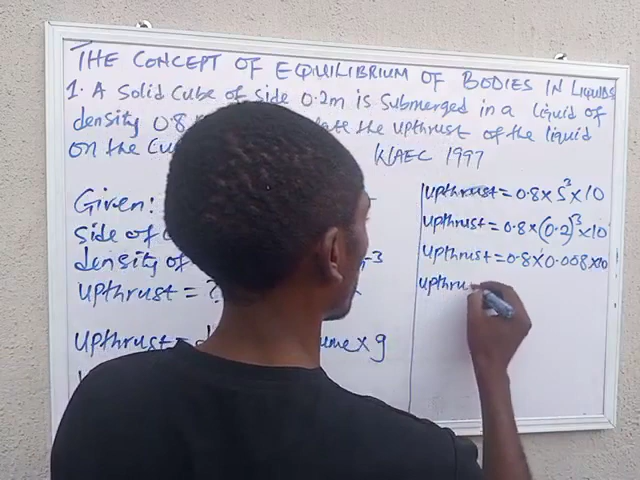 THE CONCEPT OF EQUILIBRIUM OF BODIES IN LIQUIDS
1. A Solid Cube of side 0.2m is submerged in a liquid of
density 0.8 the upthrust of the liquid
on the WAEC 1997
Given:
side of
density of -3
upthrust = ?
upthrust = x g
upthrust = 0.8 x S³ x 10
upthrust = 0.8 x (0.2)³ x 10
upthrust = 0.8 x 0.008 x 10
upthru